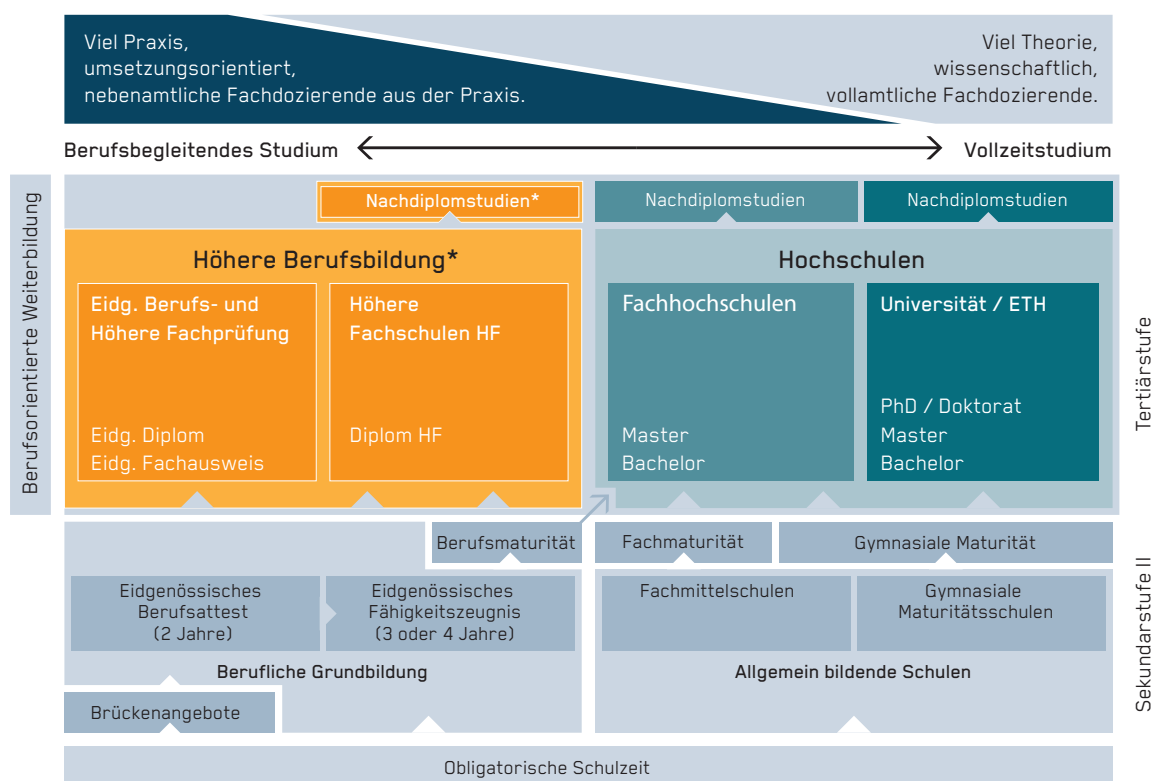 Viel Praxis,
umsetzungsorientiert,
nebenamtliche Fachdozierende aus der Praxis.
Viel Theorie,
wissenschaftlich,
vollamtliche Fachdozierende.
Berufsbegleitendes Studium
Vollzeitstudium
Berufsorientierte Weiterbildung
Nachdiplomstudien*
Nachdiplomstudien
Nachdiplomstudien
Höhere Berufsbildung*
Hochschulen
Eidg. Berufs- und
Höhere Fachprüfung
Eidg. Diplom
Eidg. Fachausweis
Höhere
Fachschulen HF
Diplom HF
Fachhochschulen
Master
Bachelor
Universität / ETH
PhD / Doktorat
Master
Bachelor
Tertiärstufe
Berufsmaturität
Fachmaturität
Gymnasiale Maturität
Eidgenössisches
Berufsattest
(2 Jahre)
Eidgenössisches
Fähigkeitszeugnis
(3 oder 4 Jahre)
Fachmittelschulen
Gymnasiale
Maturitätsschulen
Berufliche Grundbildung
Allgemein bildende Schulen
Sekundarstufe II
Brückenangebote
Obligatorische Schulzeit